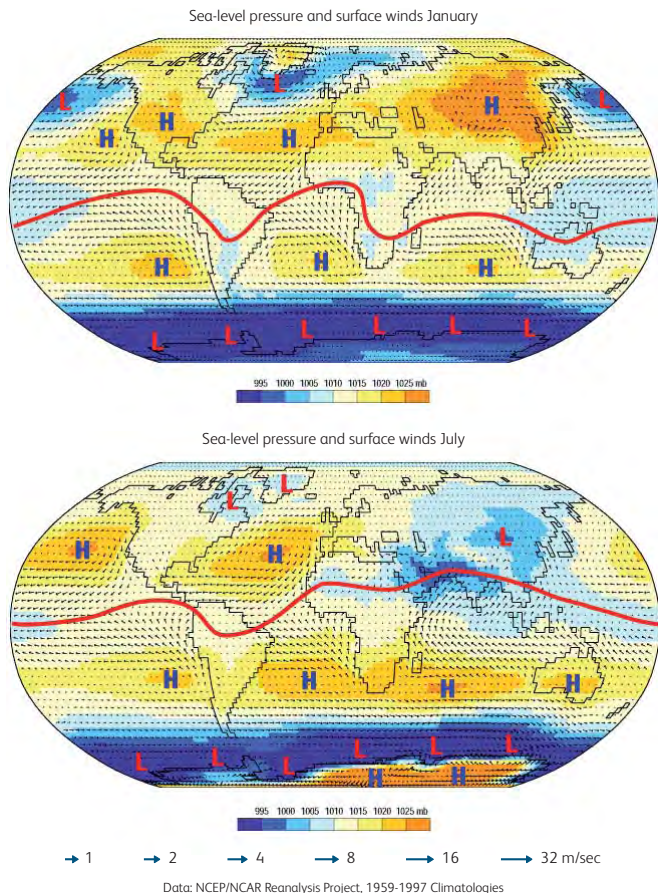 Sea-level pressure and surface winds January
L L
L
H
H H H
H H H
L L L L L L
995 1000 1005 1010 1015 1020 1025 mb
Sea-level pressure and surface winds July
L L
L
H H
H H H H
L L L L L L
H H
995 1000 1005 1010 1015 1020 1025 mb
1 2 4 8 16 32 m/sec
Data: NCEP/NCAR Reanalysis Project, 1959-1997 Climatologies